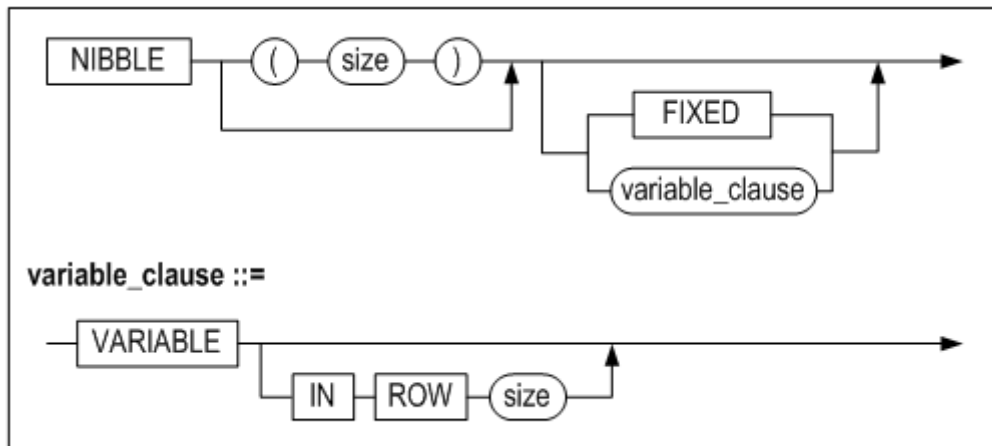 NIBBLE ( size )
FIXED
variable_clause
variable_clause ::=
VARIABLE
IN ROW size